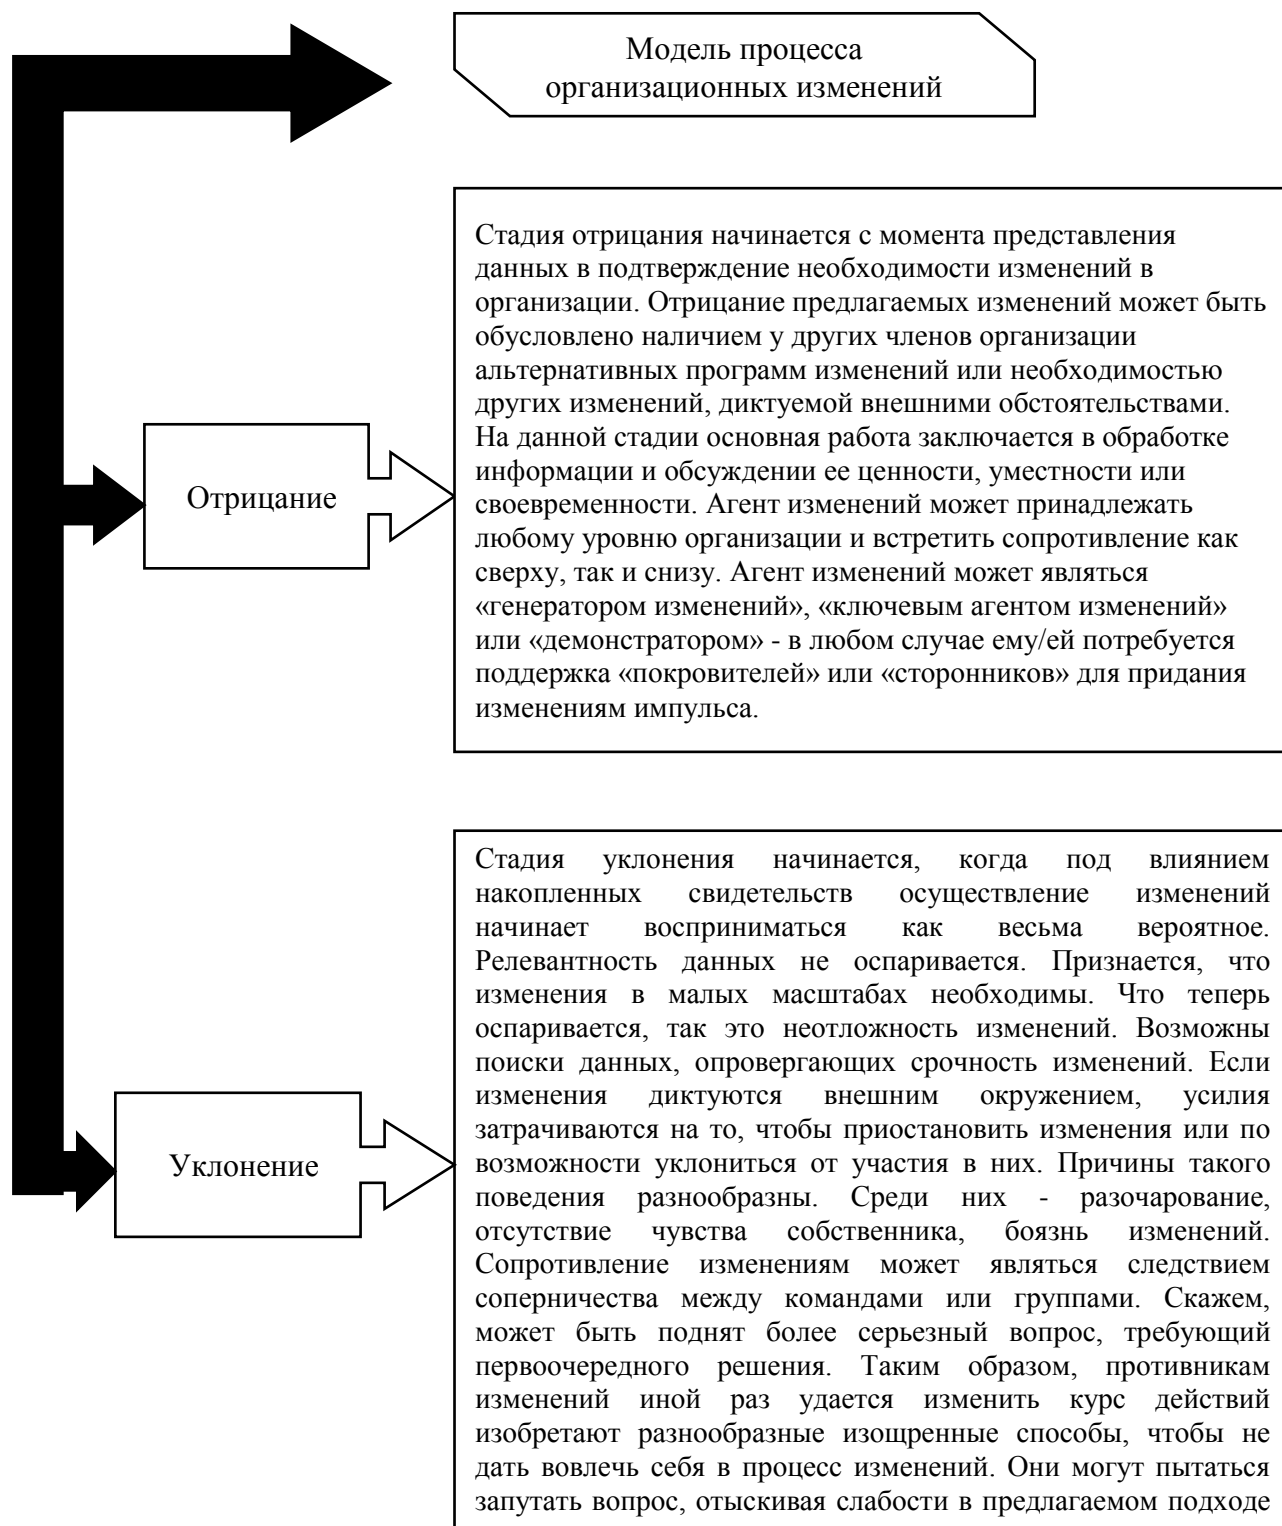 Модель процесса
организационных изменений
Стадия отрицания начинается с момента представления
данных в подтверждение необходимости изменений в
организации. Отрицание предлагаемых изменений может быть
обусловлено наличием у других членов организации
альтернативных программ изменений или необходимостью
других изменений, диктуемой внешними обстоятельствами.
На данной стадии основная работа заключается в обработке
информации и обсуждении ее ценности, уместности или
своевременности. Агент изменений может принадлежать
любому уровню организации и встретить сопротивление как
сверху, так и снизу. Агент изменений может являться
«генератором изменений», «ключевым агентом изменений»
или «демонстратором» - в любом случае ему/ей потребуется
поддержка «покровителей» или «сторонников» для придания
изменениям импульса.
Отрицание
Стадия уклонения начинается, когда под влиянием
накопленных свидетельств осуществление изменений
начинает восприниматься как весьма вероятное.
Релевантность данных не оспаривается. Признается, что
изменения в малых масштабах необходимы. Что теперь
оспаривается, так это неотложность изменений. Возможны
поиски данных, опровергающих срочность изменений. Если
изменения диктуются внешним окружением, усилия
затрачиваются на то, чтобы приостановить изменения или по
возможности уклониться от участия в них. Причины такого
поведения разнообразны. Среди них - разочарование,
отсутствие чувства собственника, боязнь изменений.
Сопротивление изменениям может являться следствием
соперничества между командами или группами. Скажем,
может быть поднят более серьезный вопрос, требующий
первоочередного решения. Таким образом, противникам
изменений иной раз удается изменить курс действий
изобретают разнообразные изощренные способы, чтобы не
дать вовлечь себя в процесс изменений. Они могут пытаться
запутать вопрос, отыскивая слабости в предлагаемом подходе
Уклонение